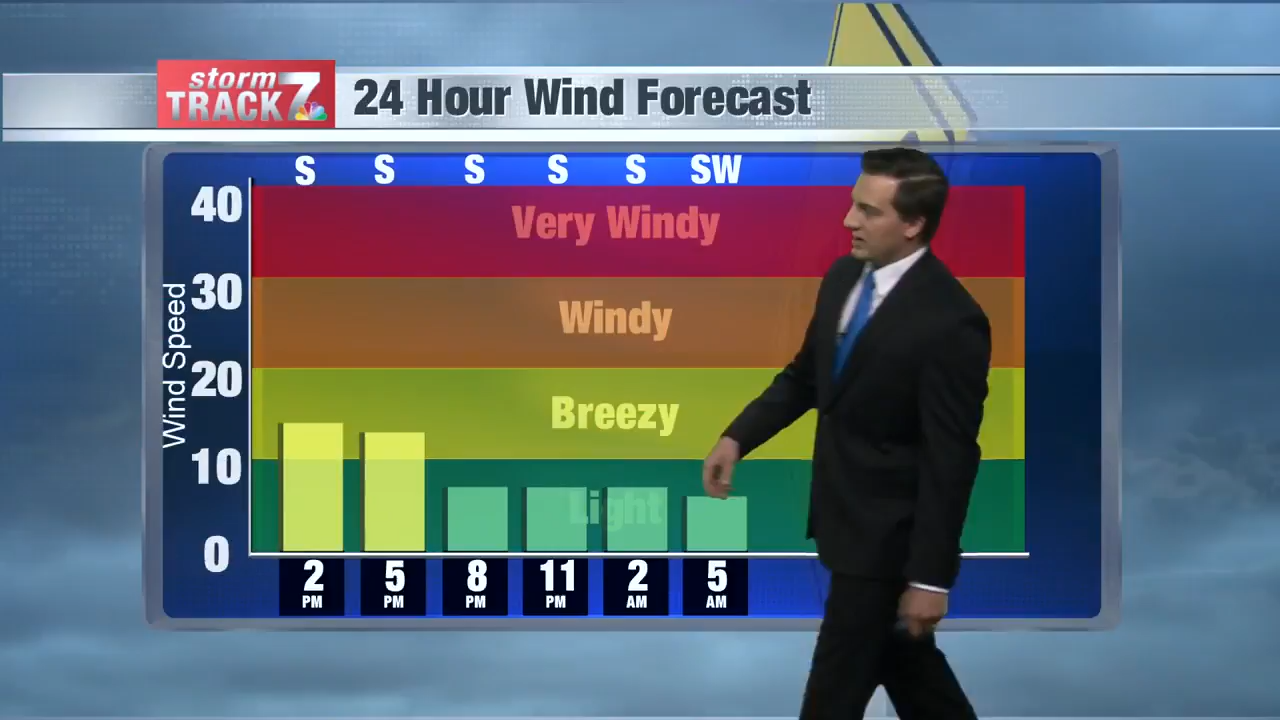 storm
TRACK 7
24 Hour Wind Forecast
S S S S S SW
40
30
20
10
0
Wind Speed
Very Windy
Windy
Breezy
Light
2 PM
5 PM
8 PM
11 PM
2 AM
5 AM